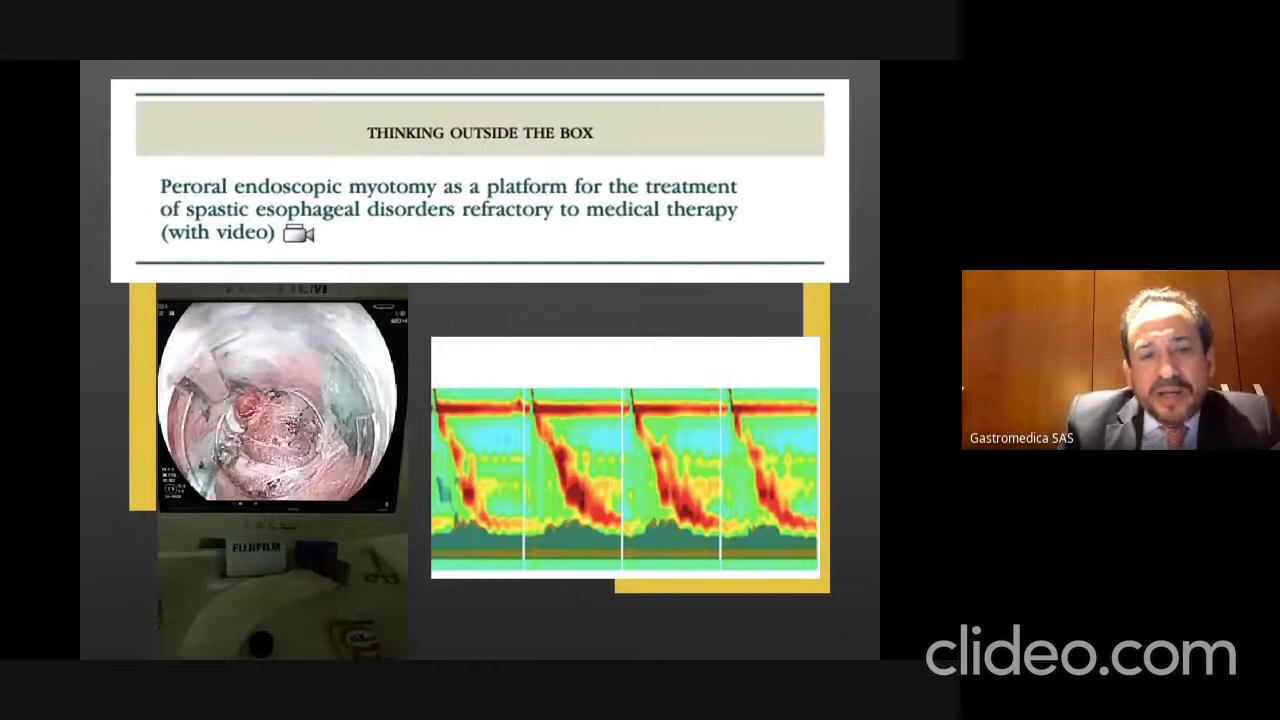 THINKING OUTSIDE THE BOX
Peroral endoscopic myotomy as a platform for the treatment
of spastic esophageal disorders refractory to medical therapy
(with video)
FUJIFILM
Gastromedica SAS
clideo.com